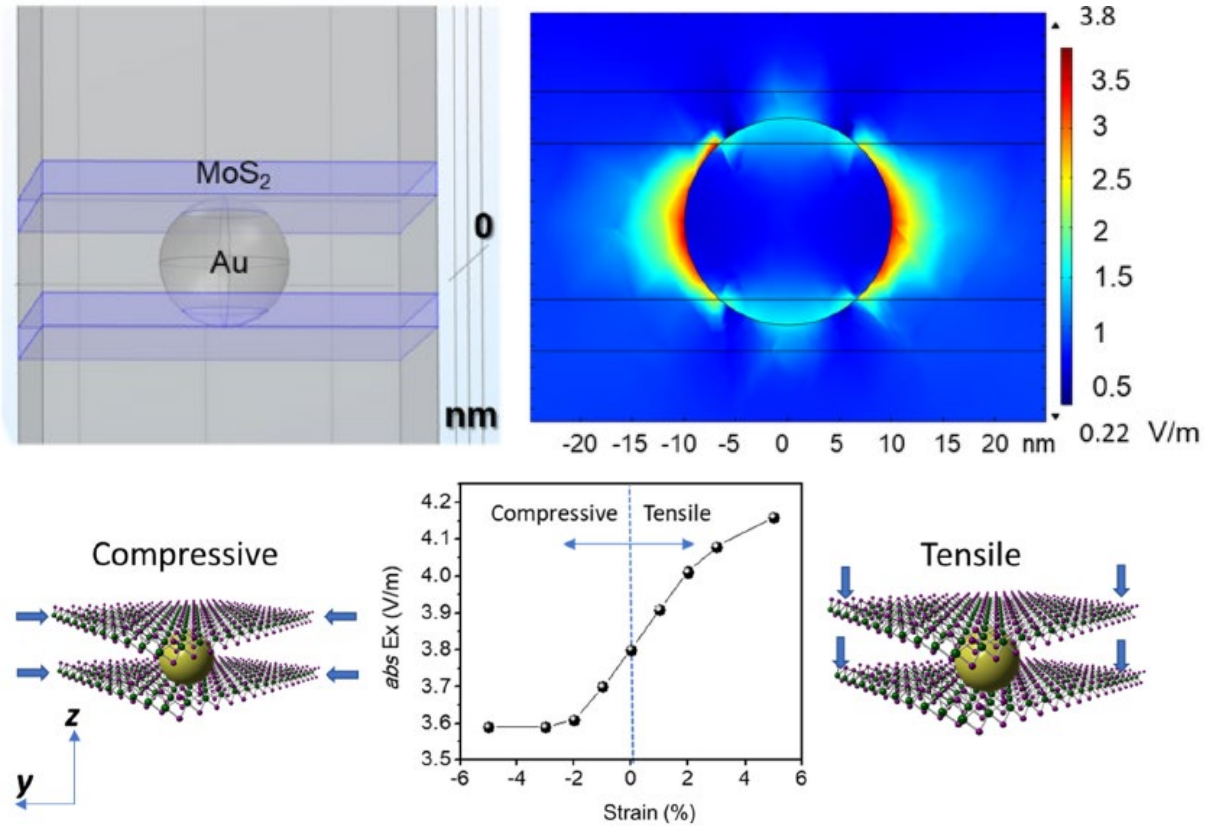 MoS2
Au
0
nm
3.8
3.5
3
2.5
2
1.5
1
0.5
0.22 V/m
-20 -15 -10 -5 0 5 10 15 20 nm
Compressive
z
y
4.2
4.1
4.0
3.9
3.8
3.7
3.6
3.5
abs Ex (V/m)
Compressive Tensile
-6 -4 -2 0 2 4 6
Strain (%)
Tensile